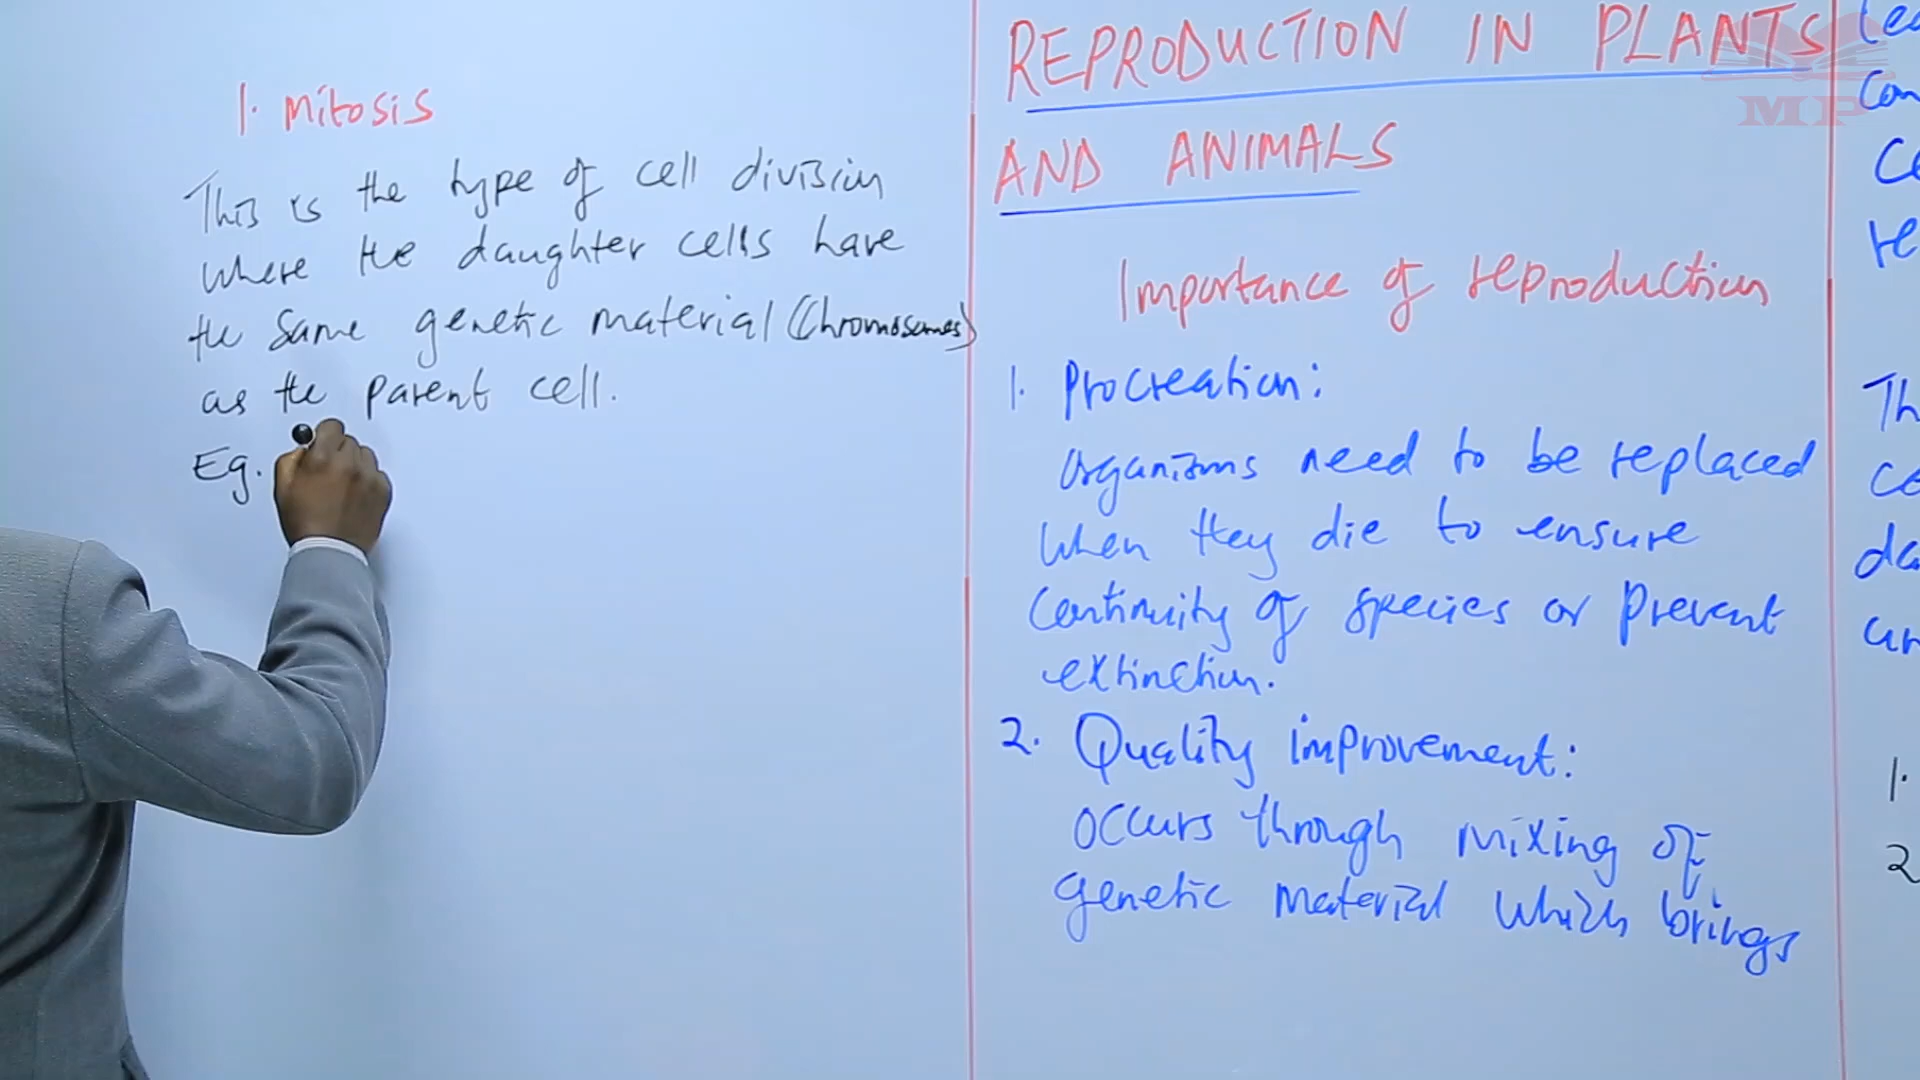 1. Mitosis
This is the type of cell division
where the daughter cells have
the same genetic material (Chromosomes)
as the parent cell.
Eg.
REPRODUCTION IN PLANTS
AND ANIMALS
Importance of reproduction
1. Procreation:
Organisms need to be replaced
when they die to ensure
continuity of species or prevent
extinction.
2. Quality improvement:
occurs through mixing of
genetic material which brings
MP
1.
2